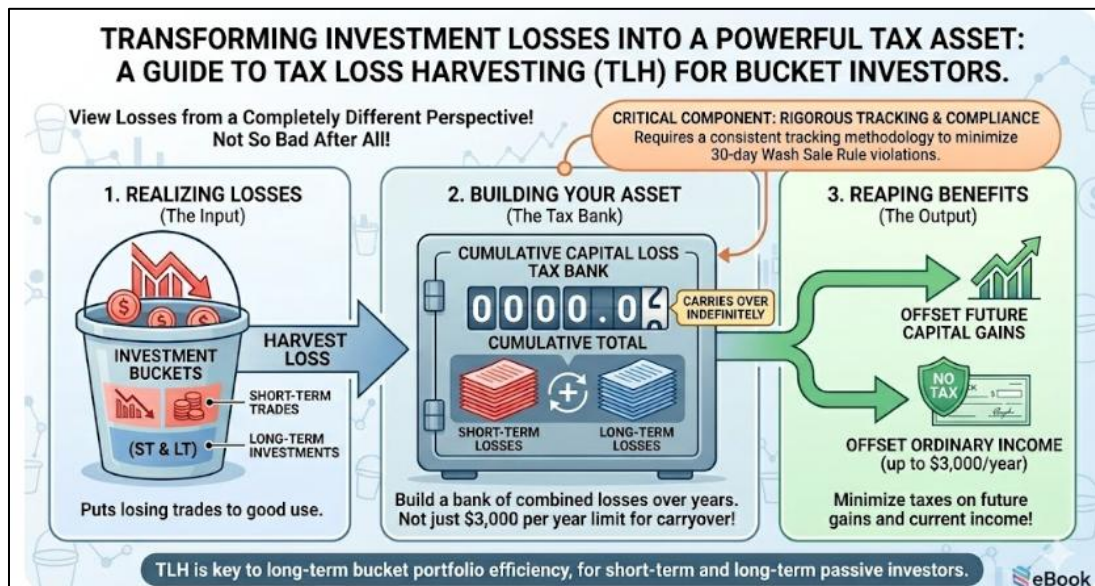 TRANSFORMING INVESTMENT LOSSES INTO A POWERFUL TAX ASSET:
A GUIDE TO TAX LOSS HARVESTING (TLH) FOR BUCKET INVESTORS.
View Losses from a Completely Different Perspective!
Not So Bad After All!
CRITICAL COMPONENT: RIGOROUS TRACKING & COMPLIANCE
Requires a consistent tracking methodology to minimize
30-day Wash Sale Rule violations.
1. REALIZING LOSSES
(The Input)
$
$
$
INVESTMENT
BUCKETS
(ST & LT)
SHORT-TERM
TRADES
LONG-TERM
INVESTMENTS
Puts losing trades to good use.
HARVEST
LOSS
2. BUILDING YOUR ASSET
(The Tax Bank)
CUMULATIVE CAPITAL LOSS
TAX BANK
0000.0
CARRIES OVER
INDEFINITELY
CUMULATIVE TOTAL
SHORT-TERM
LOSSES
LONG-TERM
LOSSES
Build a bank of combined losses over years.
Not just $3,000 per year limit for carryover!
3. REAPING BENEFITS
(The Output)
OFFSET FUTURE
CAPITAL GAINS
NO
TAX
OFFSET ORDINARY INCOME
(up to $3,000/year)
Minimize taxes on future
gains and current income!
TLH is key to long-term bucket portfolio efficiency, for short-term and long-term passive investors.
eBook